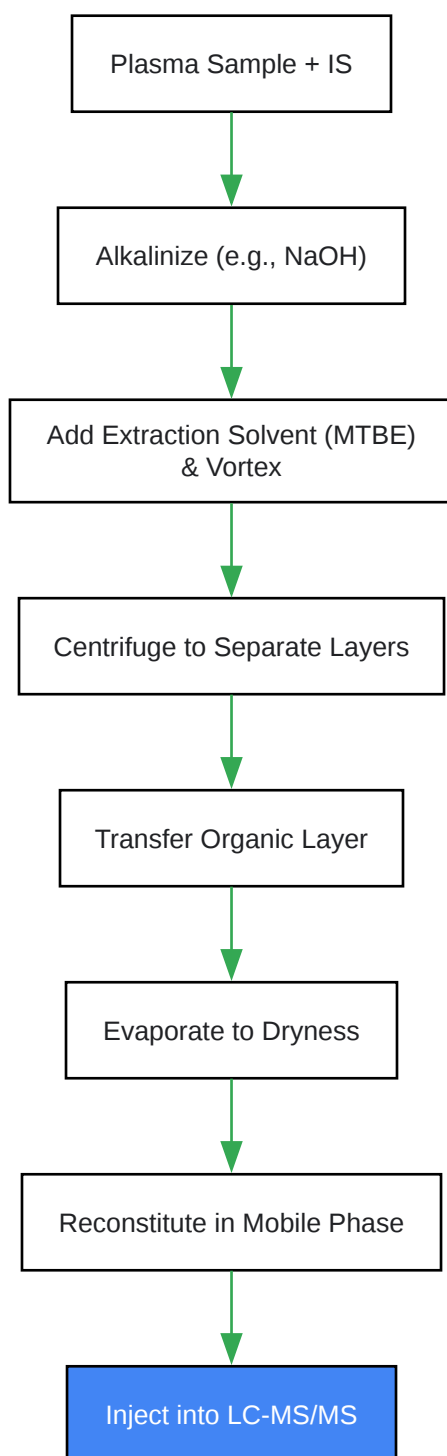 Plasma Sample + IS
Alkalinize (e.g., NaOH)
Add Extraction Solvent (MTBE)
& Vortex
Centrifuge to Separate Layers
Transfer Organic Layer
Evaporate to Dryness
Reconstitute in Mobile Phase
Inject into LC-MS/MS